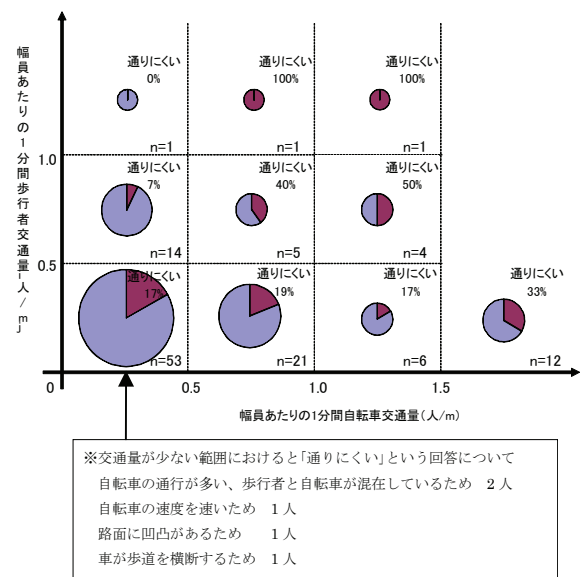 幅員あたりの1分間歩行者交通量(人/m)
通りにくい 通りにくい 通りにくい
0% 100% 100%
n=1 n=1 n=1
1.0
通りにくい 通りにくい 通りにくい
7% 40% 50%
n=14 n=5 n=4
0.5
通りにくい 通りにくい 通りにくい 通りにくい
17% 19% 17% 33%
n=53 n=21 n=6 n=12
0 0.5 1.0 1.5
幅員あたりの1分間自転車交通量(人/m)
※交通量が少ない範囲におけると「通りにくい」という回答について
自転車の通行が多い、歩行者と自転車が混在しているため 2人
自転車の速度を速いため 1人
路面に凹凸があるため 1人
車が歩道を横断するため 1人